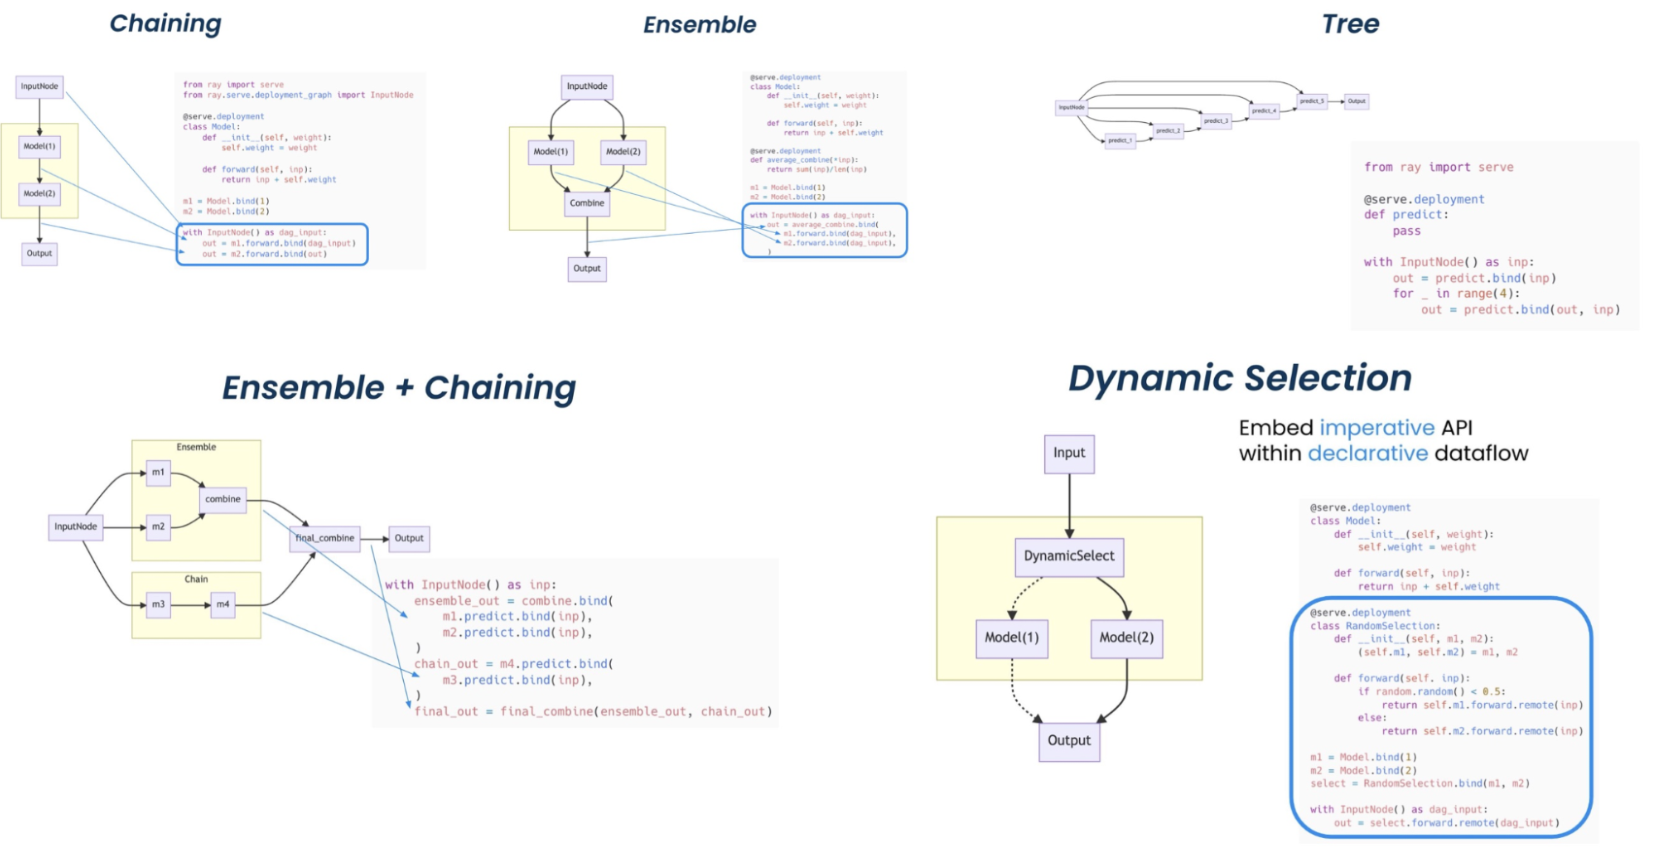 Chaining
InputNode
Model(1)
Model(2)
Output
from ray import serve
from ray.serve.deployment_graph import InputNode
@serve.deployment
class Model:
def __init__(self, weight):
self.weight = weight
def forward(self, inp):
return inp + self.weight
m1 = Model.bind(1)
m2 = Model.bind(2)
with InputNode() as dag_input:
out = m1.forward.bind(dag_input)
out = m2.forward.bind(out)
Ensemble
InputNode
Model(1)
Model(2)
Combine
Output
@serve.deployment
class Model:
def __init__(self, weight):
self.weight = weight
def forward(self, inp):
return inp + self.weight
@serve.deployment
def average_combine(*inp):
return sum(inp)/len(inp)
m1 = Model.bind(1)
m2 = Model.bind(2)
with InputNode() as dag_input:
out = average_combine.bind(
m1.forward.bind(dag_input),
m2.forward.bind(dag_input),
)
Tree
InputNode
predict_1
predict_2
predict_3
predict_4
predict_5
Output
from ray import serve
@serve.deployment
def predict:
pass
with InputNode() as inp:
out = predict.bind(inp)
for _ in range(4):
out = predict.bind(out, inp)
Ensemble + Chaining
Ensemble
m1
combine
InputNode
m2
final_combine
Output
Chain
m3
m4
with InputNode() as inp:
ensemble_out = combine.bind(
m1.predict.bind(inp),
m2.predict.bind(inp),
)
chain_out = m4.predict.bind(
m3.predict.bind(inp),
)
final_out = final_combine(ensemble_out, chain_out)
Dynamic Selection
Embed imperative API
within declarative dataflow
Input
DynamicSelect
Model(1)
Model(2)
Output
@serve.deployment
class Model:
def __init__(self, weight):
self.weight = weight
def forward(self, inp):
return inp + self.weight
@serve.deployment
class RandomSelection:
def __init__(self, m1, m2):
(self.m1, self.m2) = m1, m2
def forward(self. inp):
if random.random() < 0.5:
return self.m1.forward.remote(inp)
else:
return self.m2.forward.remote(inp)
m1 = Model.bind(1)
m2 = Model.bind(2)
select = RandomSelection.bind(m1, m2)
with InputNode() as dag_input:
out = select.forward.remote(dag_input)